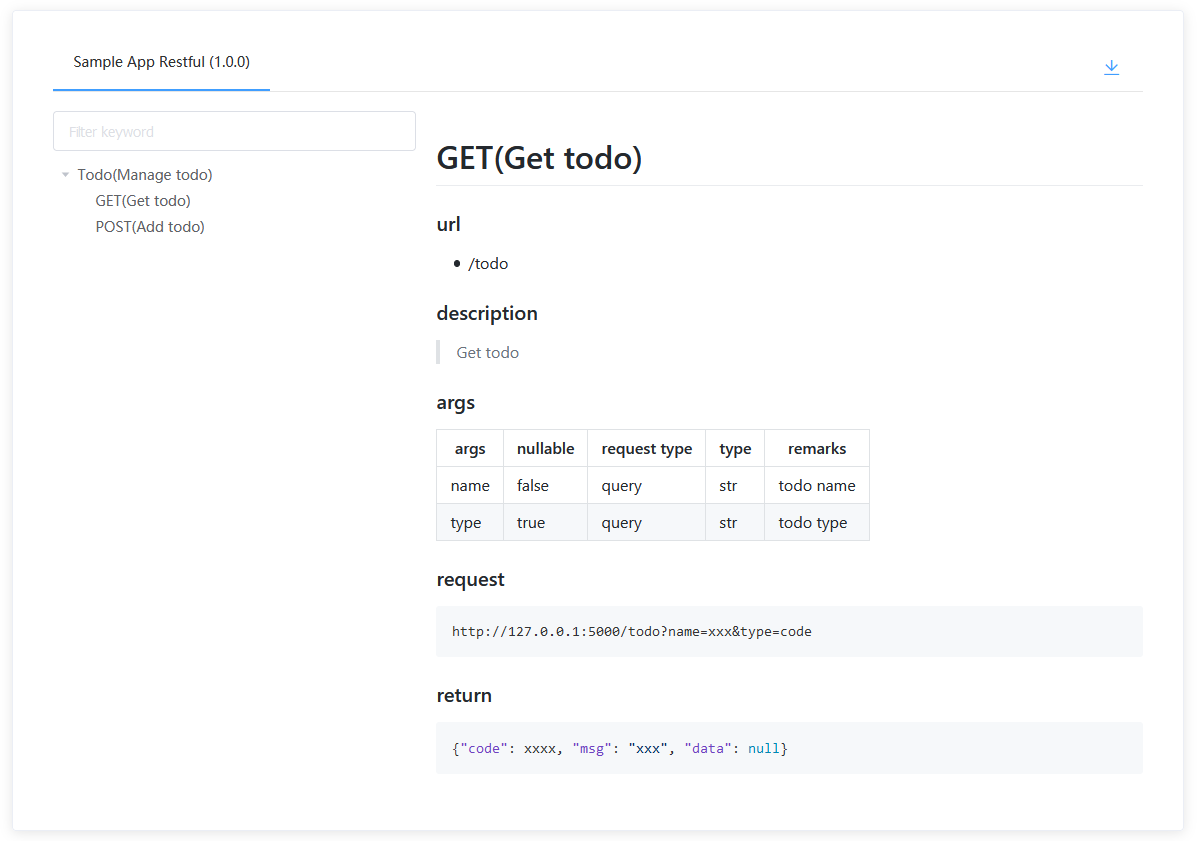 Sample App Restful (1.0.0)
Filter keyword
Todo(Manage todo)
GET(Get todo)
POST(Add todo)
GET(Get todo)
url
/todo
description
Get todo
args
args nullable request type type remarks
name false query str todo name
type true query str todo type
request
http://127.0.0.1:5000/todo?name=xxx&type=code
return
{"code": xxxx, "msg": "xxx", "data": null}